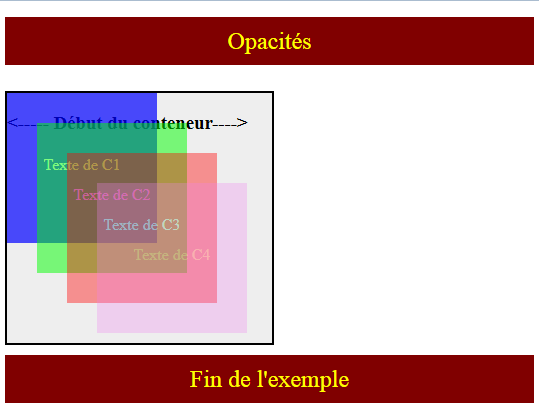 Opacités
<----- Début du conteneur---->
Texte de C1
Texte de C2
Texte de C3
Texte de C4
Fin de l'exemple